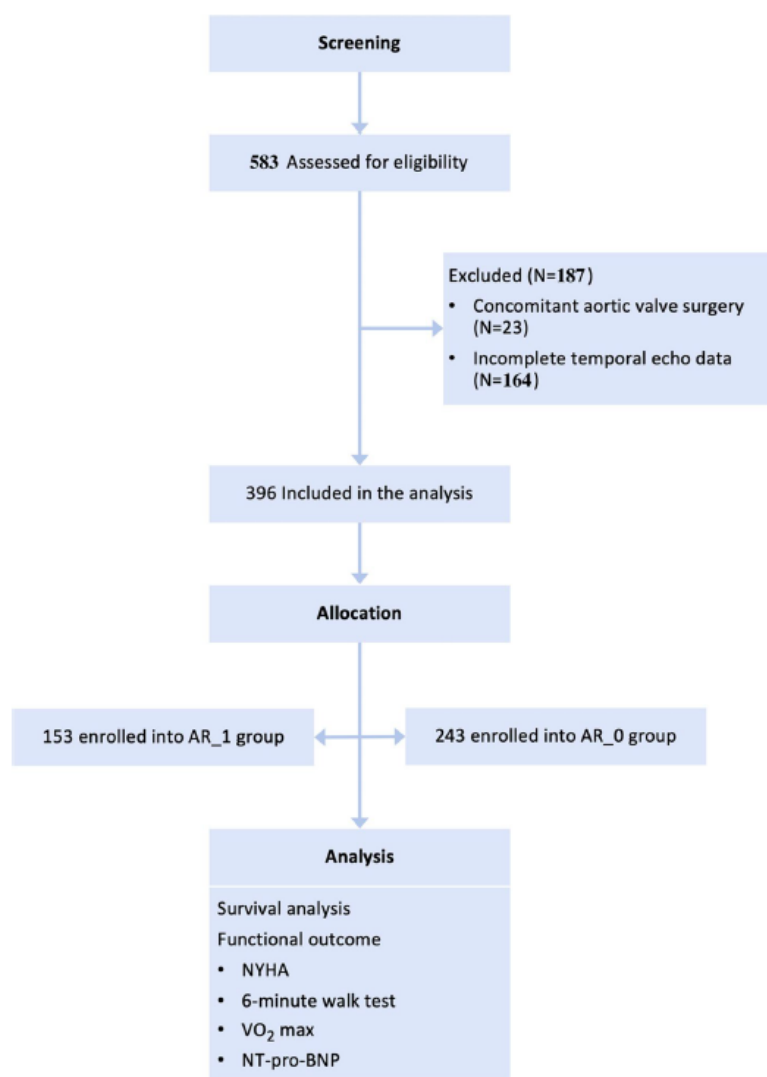 Screening
583 Assessed for eligibility
Excluded (N=187)
• Concomitant aortic valve surgery
(N=23)
• Incomplete temporal echo data
(N=164)
396 Included in the analysis
Allocation
153 enrolled into AR_1 group
243 enrolled into AR_0 group
Analysis
Survival analysis
Functional outcome
• NYHA
• 6-minute walk test
• VO₂ max
• NT-pro-BNP